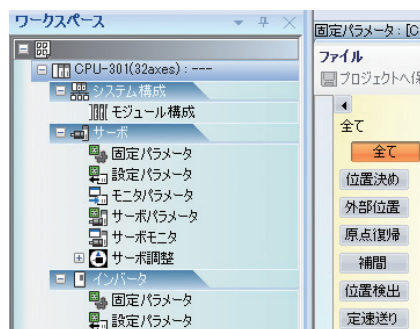 ワークスペース
CPU-301(32axes) : ---
システム構成
モジュール構成
サーボ
固定パラメータ
設定パラメータ
モニタパラメータ
サーボパラメータ
サーボモニタ
サーボ調整
インバータ
固定パラメータ
設定パラメータ
固定パラメータ : [C
ファイル
プロジェクトへ
全て
全て
位置決め
外部位置
原点復帰
補間
位置検出
定速送り